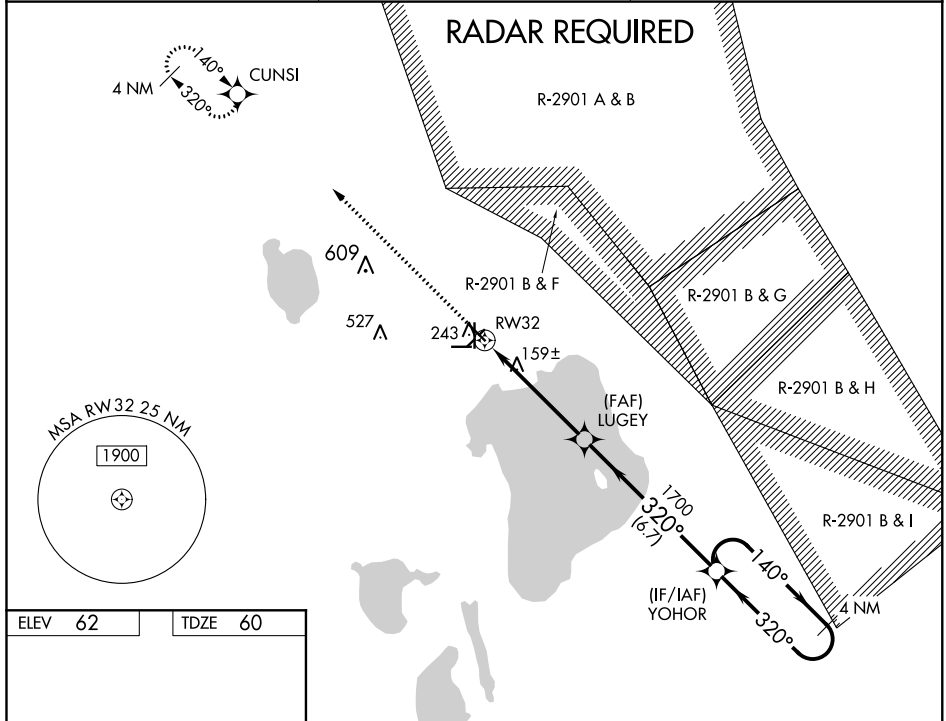 RADAR REQUIRED
R-2901 A & B
CUNSI
140°
320°
4 NM
609
R-2901 B & F
R-2901 B & G
527
243
RW32
159±
R-2901 B & H
(FAF)
LUGEY
MSA RW32 25 NM
1900
1700
320°
(6.7)
R-2901 B & I
140°
(IF/IAF)
YOHOR
4 NM
320°
ELEV 62
TDZE 60